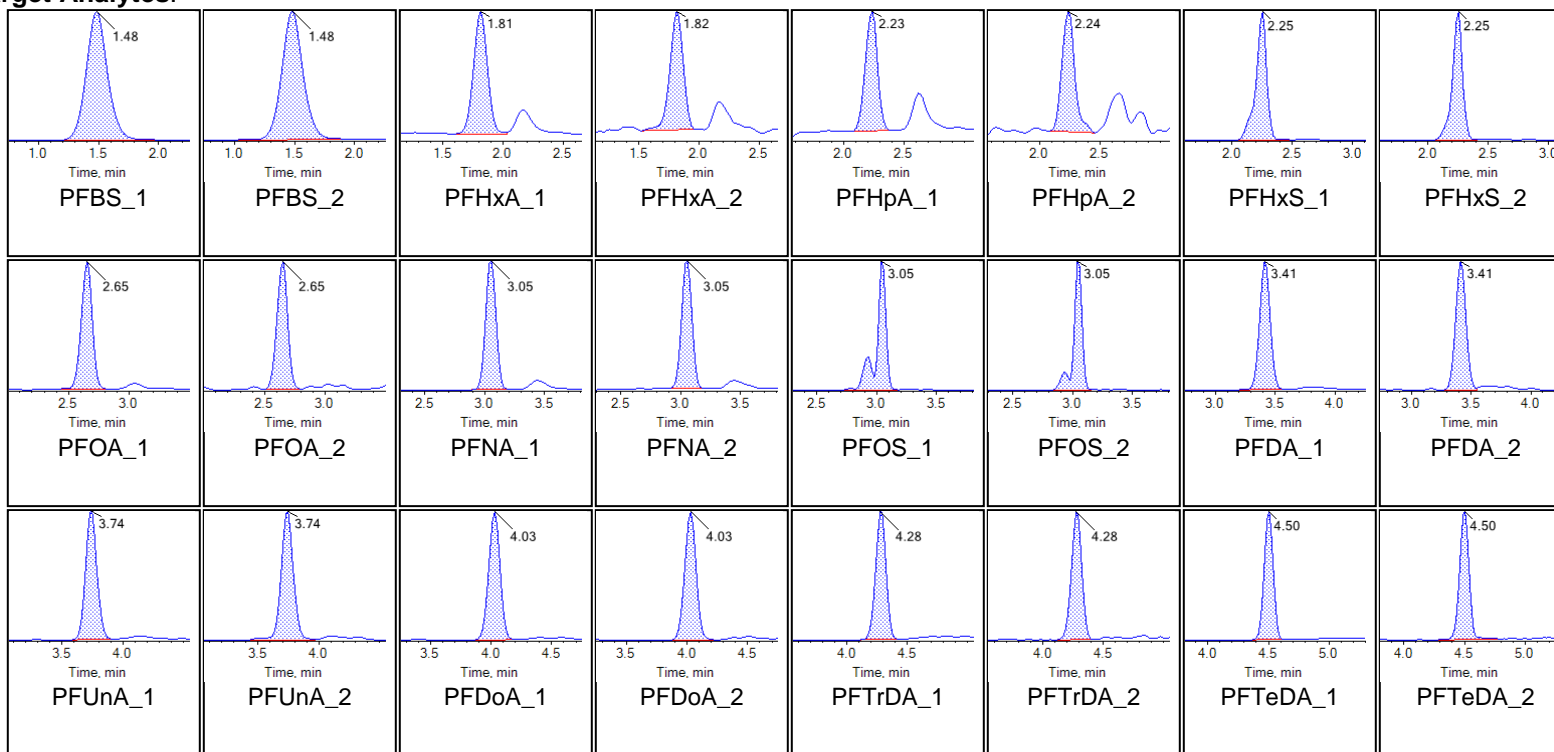 rget Analytes:
1.48 1.48 1.81 1.82 2.23 2.24 2.25 2.25
1.0 1.5 2.0 1.0 1.5 2.0 1.5 2.0 2.5 1.5 2.0 2.5 2.0 2.5 2.0 2.5 2.0 2.5 3.0 2.0 2.5 3.0
Time, min Time, min Time, min Time, min Time, min Time, min Time, min Time, min
PFBS_1 PFBS_2 PFHxA_1 PFHxA_2 PFHpA_1 PFHpA_2 PFHxS_1 PFHxS_2
2.65 2.65 3.05 3.05 3.05 3.05 3.41 3.41
2.5 3.0 2.5 3.0 2.5 3.0 3.5 2.5 3.0 3.5 2.5 3.0 3.5 2.5 3.0 3.5 3.0 3.5 4.0 3.0 3.5 4.0
Time, min Time, min Time, min Time, min Time, min Time, min Time, min Time, min
PFOA_1 PFOA_2 PFNA_1 PFNA_2 PFOS_1 PFOS_2 PFDA_1 PFDA_2
3.74 3.74 4.03 4.03 4.28 4.28 4.50 4.50
3.5 4.0 3.5 4.0 3.5 4.0 4.5 3.5 4.0 4.5 4.0 4.5 4.0 4.5 4.0 4.5 5.0 4.0 4.5 5.0
Time, min Time, min Time, min Time, min Time, min Time, min Time, min Time, min
PFUnA_1 PFUnA_2 PFDoA_1 PFDoA_2 PFTrDA_1 PFTrDA_2 PFTeDA_1 PFTeDA_2